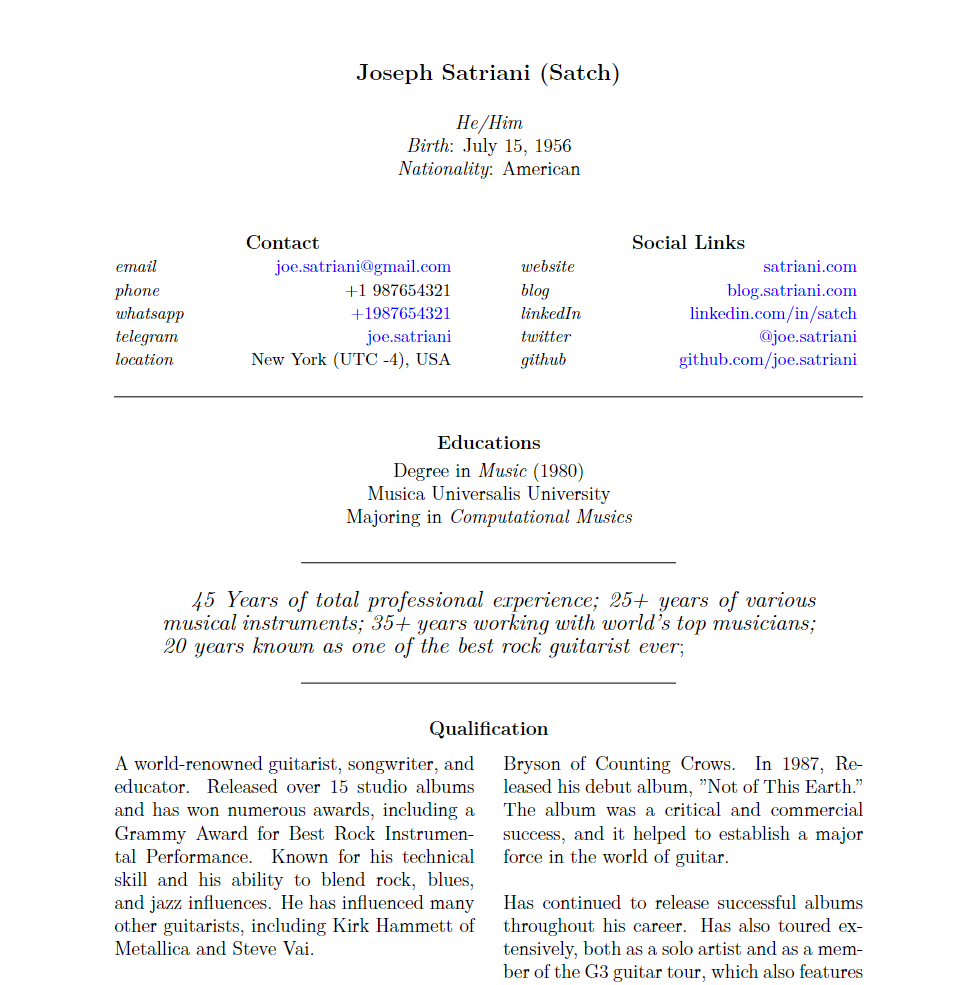 Joseph Satriani (Satch)
He/Him
Birth: July 15, 1956
Nationality: American
Contact
email joe.satriani@gmail.com
phone +1 987654321
whatsapp +1987654321
telegram joe.satriani
location New York (UTC -4), USA
Social Links
website satriani.com
blog blog.satriani.com
linkedIn linkedin.com/in/satch
twitter @joe.satriani
github github.com/joe.satriani
Educations
Degree in Music (1980)
Musica Universalis University
Majoring in Computational Musics
45 Years of total professional experience; 25+ years of various
musical instruments; 35+ years working with world's top musicians;
20 years known as one of the best rock guitarist ever;
Qualification
A world-renowned guitarist, songwriter, and
educator. Released over 15 studio albums
and has won numerous awards, including a
Grammy Award for Best Rock Instrumen-
tal Performance. Known for his technical
skill and his ability to blend rock, blues,
and jazz influences. He has influenced many
other guitarists, including Kirk Hammett of
Metallica and Steve Vai.
Bryson of Counting Crows. In 1987, Re-
leased his debut album, ”Not of This Earth.”
The album was a critical and commercial
success, and it helped to establish a major
force in the world of guitar.
Has continued to release successful albums
throughout his career. Has also toured ex-
tensively, both as a solo artist and as a mem-
ber of the G3 guitar tour, which also features